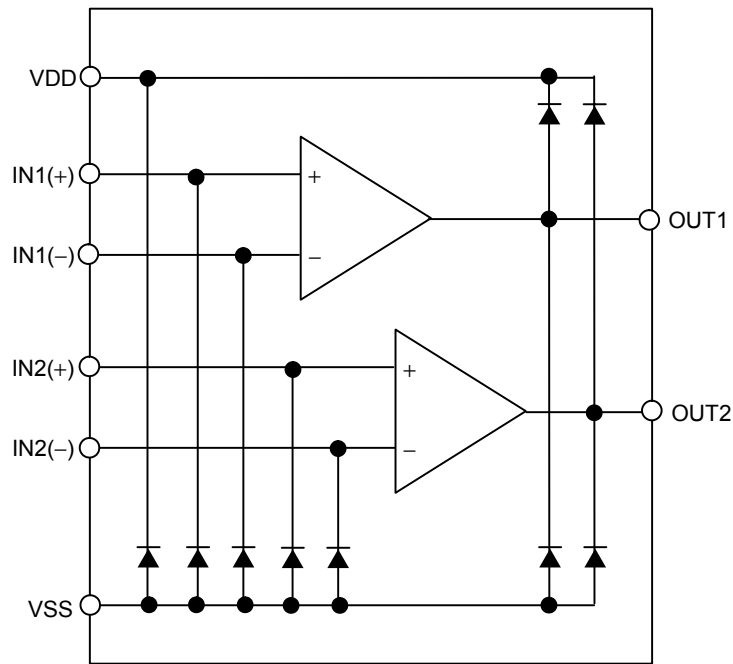 VDD
IN1(+)
+
IN1(−)
−
OUT1
IN2(+)
+
OUT2
IN2(−)
−
VSS